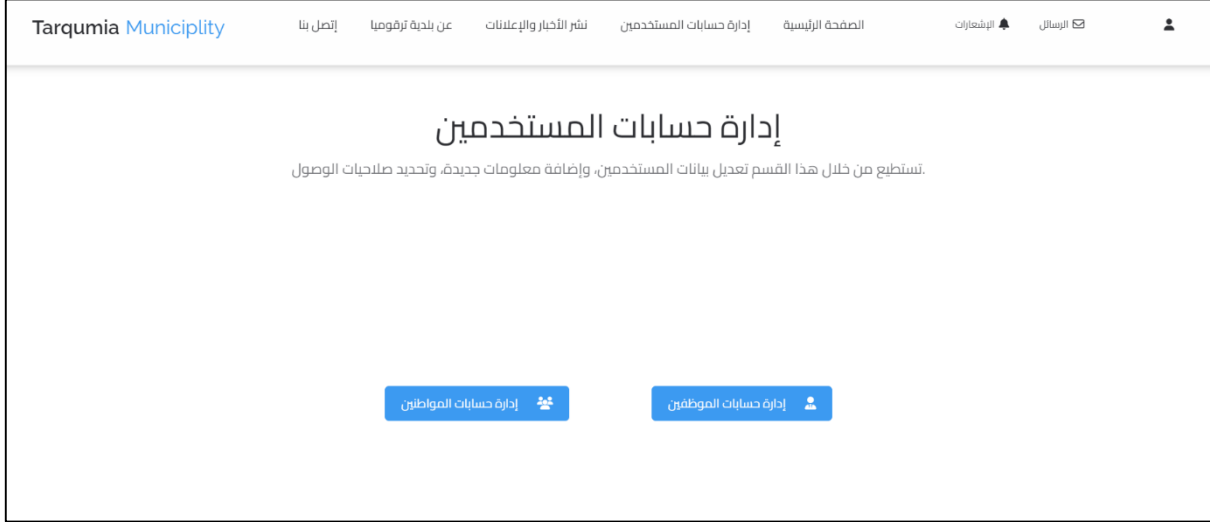 Targumia Municiplity
الرسائل
الإشعارات
الصفحة الرئيسية
إدارة حسابات المستخدمين
نشر الأخبار والإعلانات
عن بلدية ترقوميا
إتصل بنا
إدارة حسابات المستخدمين
تستطيع من خلال هذا القسم تعديل بيانات المستخدمين، وإضافة معلومات جديدة، وتحديد صلاحيات الوصول.
إدارة حسابات الموظفين
إدارة حسابات المواطنين